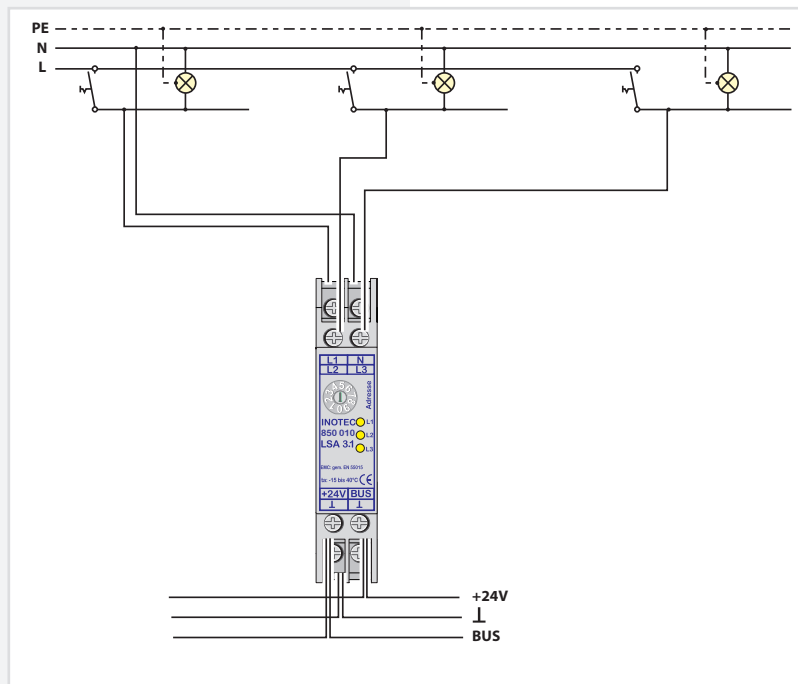 PE
N
L
L1 N
L2 L3
Adresse
INOTEC L1
850 010 L2
LSA 3.1 L3
EMC: gem. EN 55015
ta: -15 bis 40°C CE
+24V BUS
⊥ ⊥
+24V
⊥
BUS